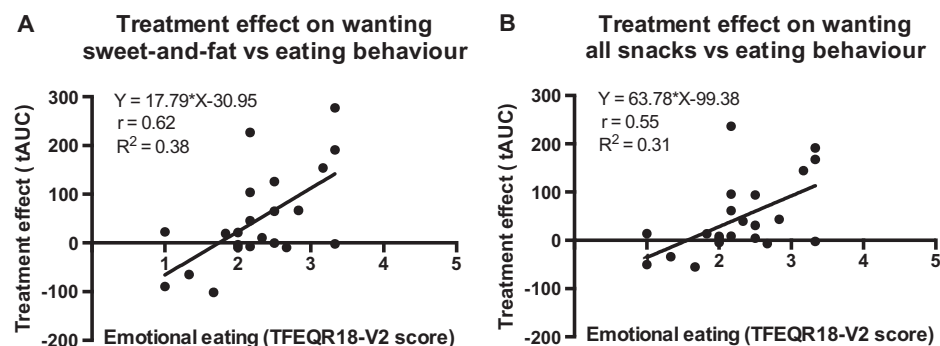 A
Treatment effect on wanting
sweet-and-fat vs eating behaviour
Treatment effect ( tAUC)
300
200
100
0
-100
-200
Y = 17.79*X-30.95
r = 0.62
R² = 0.38
1 2 3 4 5
Emotional eating (TFEQR18-V2 score)
B
Treatment effect on wanting
all snacks vs eating behaviour
Treatment effect ( tAUC)
300
200
100
0
-100
-200
Y = 63.78*X-99.38
r = 0.55
R² = 0.31
1 2 3 4 5
Emotional eating (TFEQR18-V2 score)